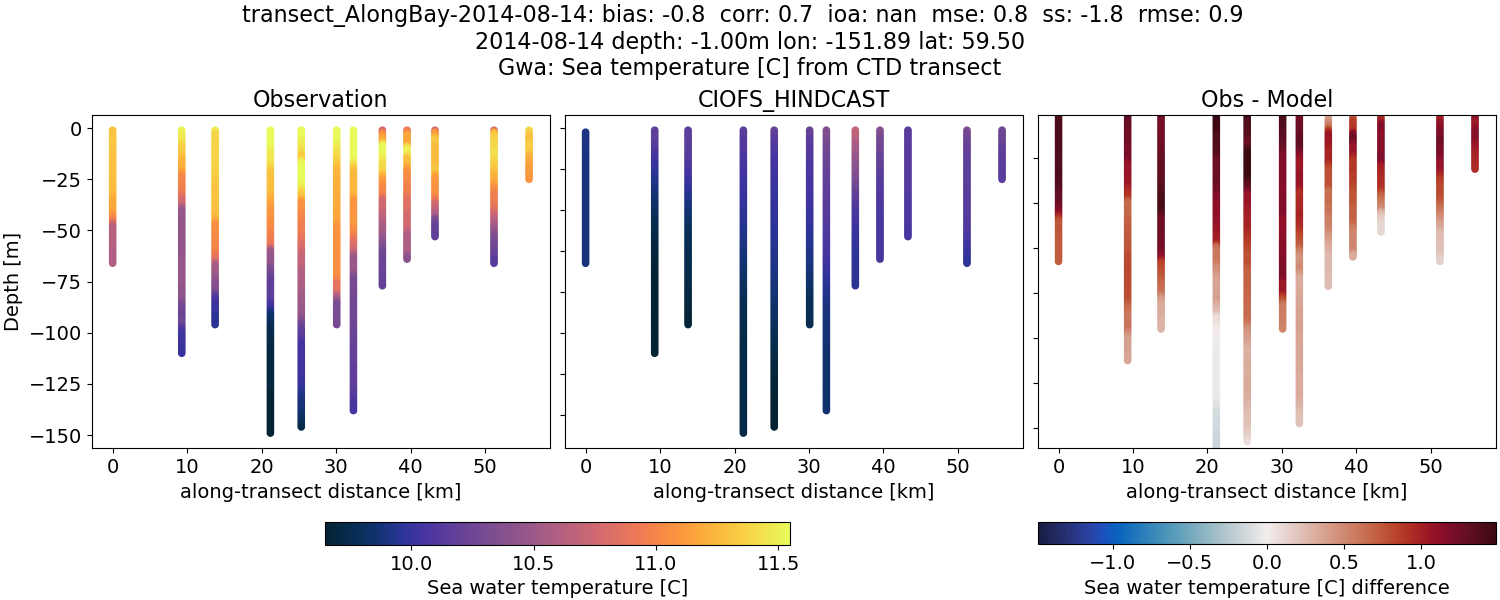 transect_AlongBay-2014-08-14: bias: -0.8  corr: 0.7  ioa: nan  mse: 0.8  ss: -1.8  rmse: 0.9
2014-08-14 depth: -1.00m lon: -151.89 lat: 59.50
Gwa: Sea temperature [C] from CTD transect
Observation
CIOFS_HINDCAST
Obs - Model
Depth [m]
0
−25
−50
−75
−100
−125
−150
0 10 20 30 40 50
0 10 20 30 40 50
0 10 20 30 40 50
along-transect distance [km]
along-transect distance [km]
along-transect distance [km]
10.0 10.5 11.0 11.5
Sea water temperature [C]
−1.0 −0.5 0.0 0.5 1.0
Sea water temperature [C] difference